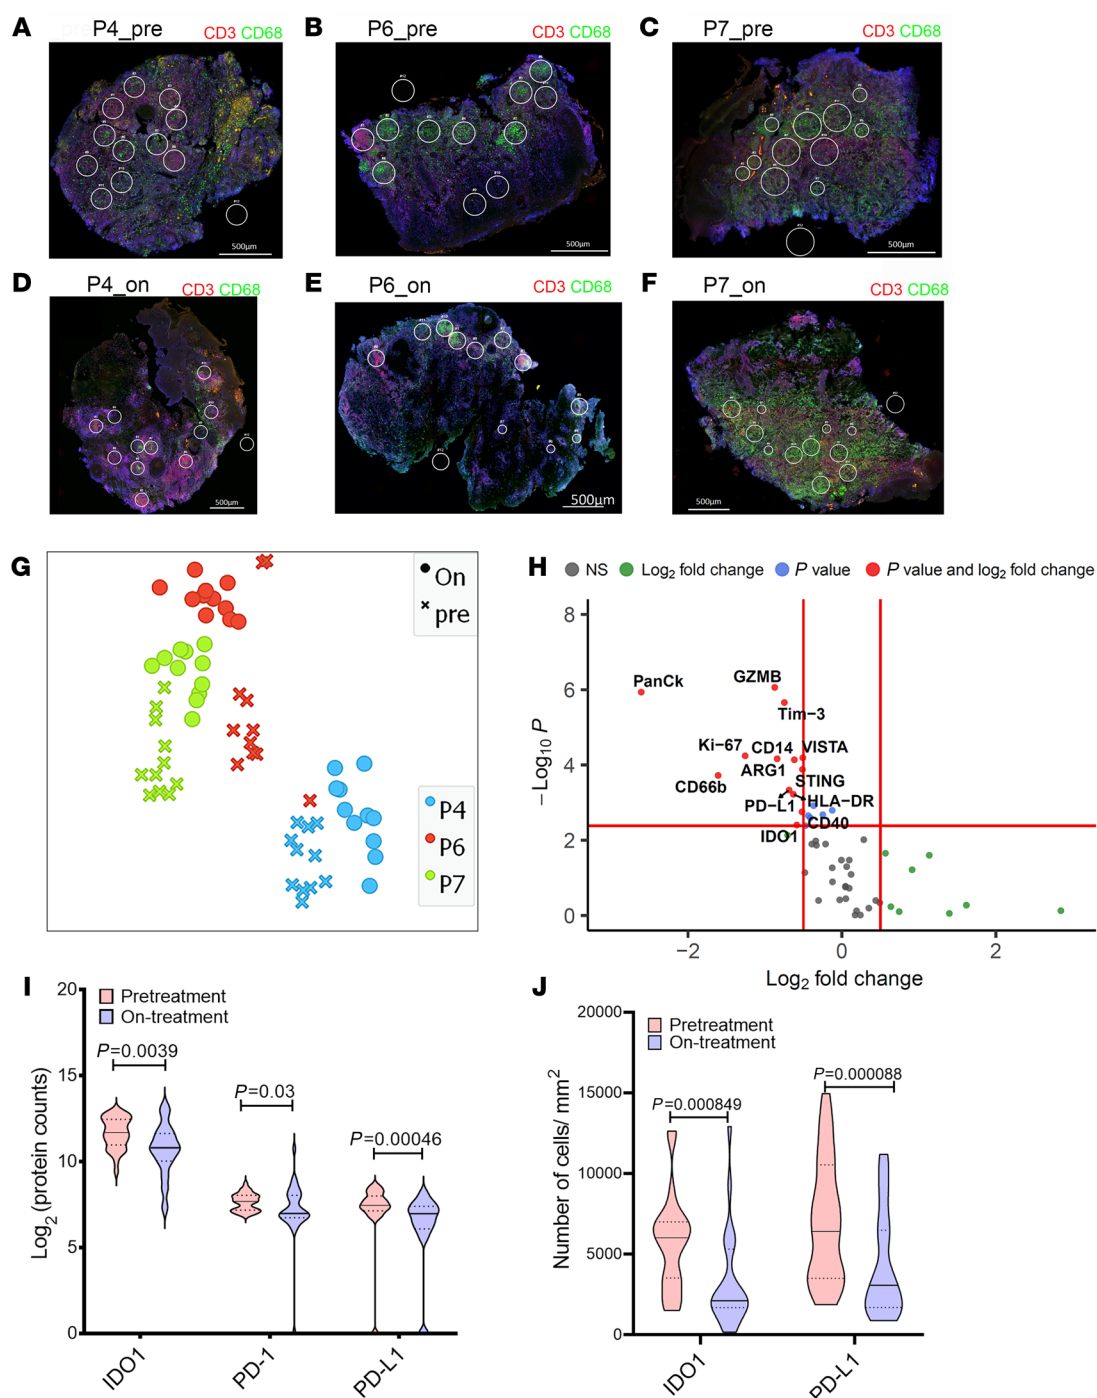 A P4_pre CD3 CD68
B P6_pre CD3 CD68
C P7_pre CD3 CD68
500μm
500μm
500μm
D P4_on CD3 CD68
E P6_on CD3 CD68
F P7_on CD3 CD68
500μm
500μm
500μm
G
On
pre
P4
P6
P7
H
NS Log2 fold change P value P value and log2 fold change
−Log10 P
8
6
4
2
0
PanCk
GZMB
Tim−3
Ki−67
CD14
VISTA
ARG1
CD66b
STING
PD−L1
HLA−DR
IDO1
CD40
−2 0 2
Log2 fold change
I
Pretreatment
On-treatment
Log2 (protein counts)
20
15
10
5
0
P=0.0039
P=0.03
P=0.00046
IDO1
PD-1
PD-L1
J
Pretreatment
On-treatment
Number of cells/ mm2
20000
15000
10000
5000
0
P=0.000849
P=0.000088
IDO1
PD-L1